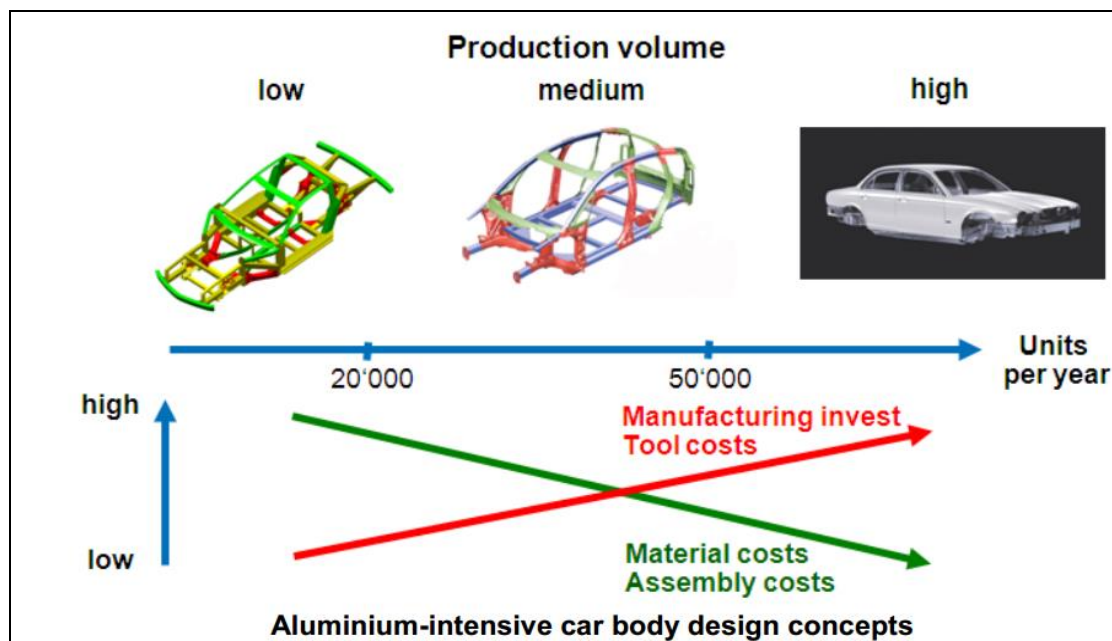 Production volume
low
medium
high
20‘000
50‘000
Units
per year
high
low
Manufacturing invest
Tool costs
Material costs
Assembly costs
Aluminium-intensive car body design concepts